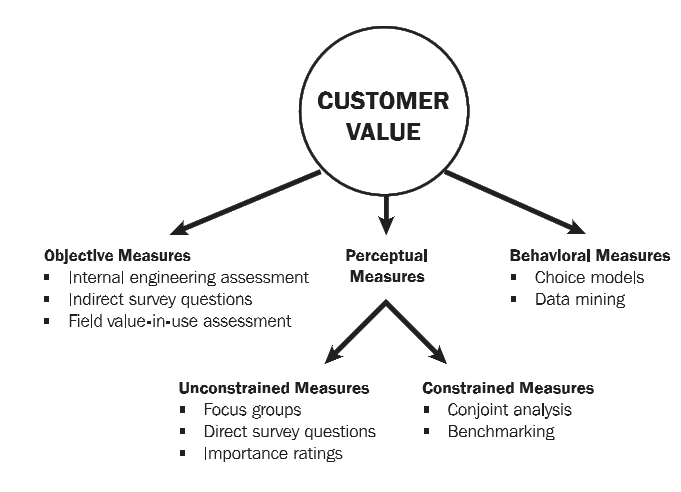 CUSTOMER
VALUE
Objective Measures
▪ Internal engineering assessment
▪ Indirect survey questions
▪ Field value-in-use assessment
Perceptual
Measures
Behavioral Measures
▪ Choice models
▪ Data mining
Unconstrained Measures
▪ Focus groups
▪ Direct survey questions
▪ Importance ratings
Constrained Measures
▪ Conjoint analysis
▪ Benchmarking